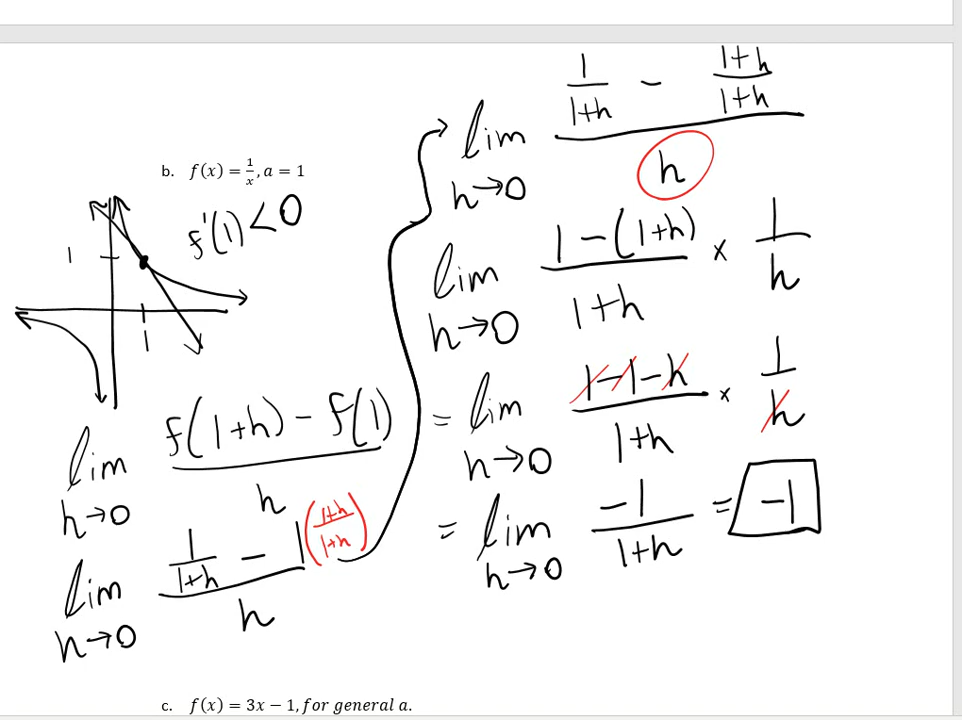 b. f(x) = 1/x, a = 1
f'(1) < 0
1
1
lim h→0 (f(1+h) - f(1))/h
lim h→0 (1/(1+h) - 1((1+h)/(1+h)))/h
lim h→0 (1/(1+h) - (1+h)/(1+h))/h
lim h→0 (1-(1+h))/(1+h) × 1/h
= lim h→0 (1-1-h)/(1+h) × 1/h
= lim h→0 -1/(1+h) = -1
c. f(x) = 3x − 1, for general a.